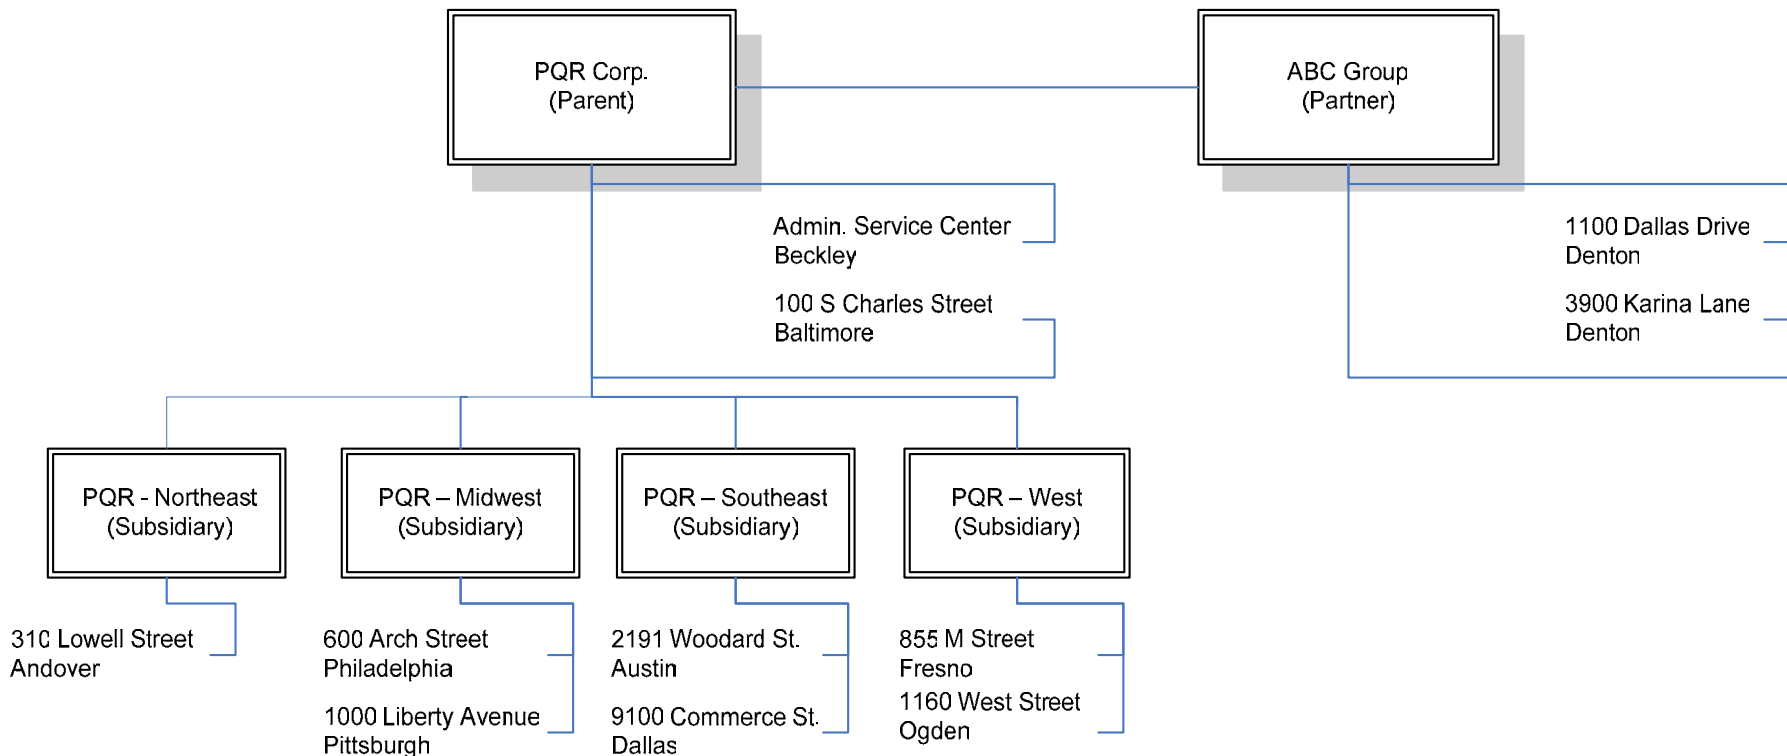 PQR Corp.
(Parent)
ABC Group
(Partner)
Admin. Service Center
Beckley
100 S Charles Street
Baltimore
1100 Dallas Drive
Denton
3900 Karina Lane
Denton
PQR - Northeast
(Subsidiary)
PQR – Midwest
(Subsidiary)
PQR – Southeast
(Subsidiary)
PQR – West
(Subsidiary)
310 Lowell Street
Andover
600 Arch Street
Philadelphia
1000 Liberty Avenue
Pittsburgh
2191 Woodard St.
Austin
9100 Commerce St.
Dallas
855 M Street
Fresno
1160 West Street
Ogden